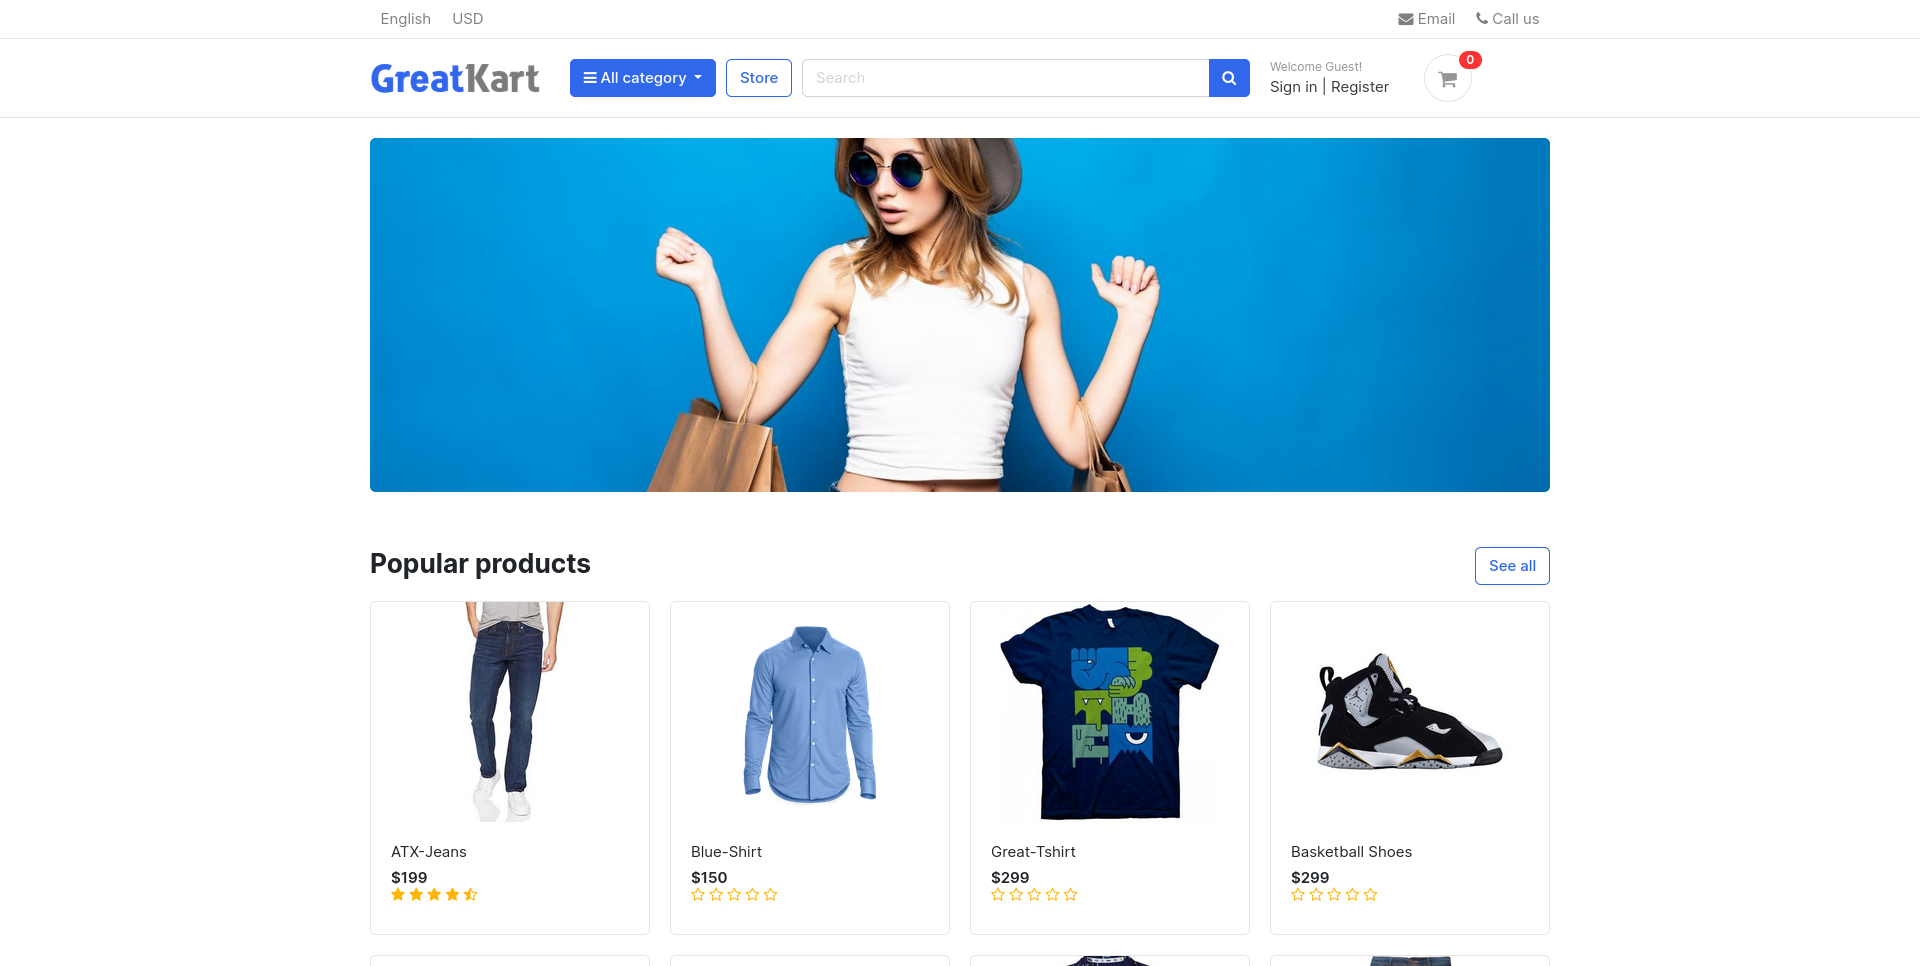 English USD Email Call us
GreatKart All category Store Search Welcome Guest! 0
Sign in | Register
Popular products See all
ATX-Jeans Blue-Shirt Great-Tshirt Basketball Shoes
$199 $150 $299 $299